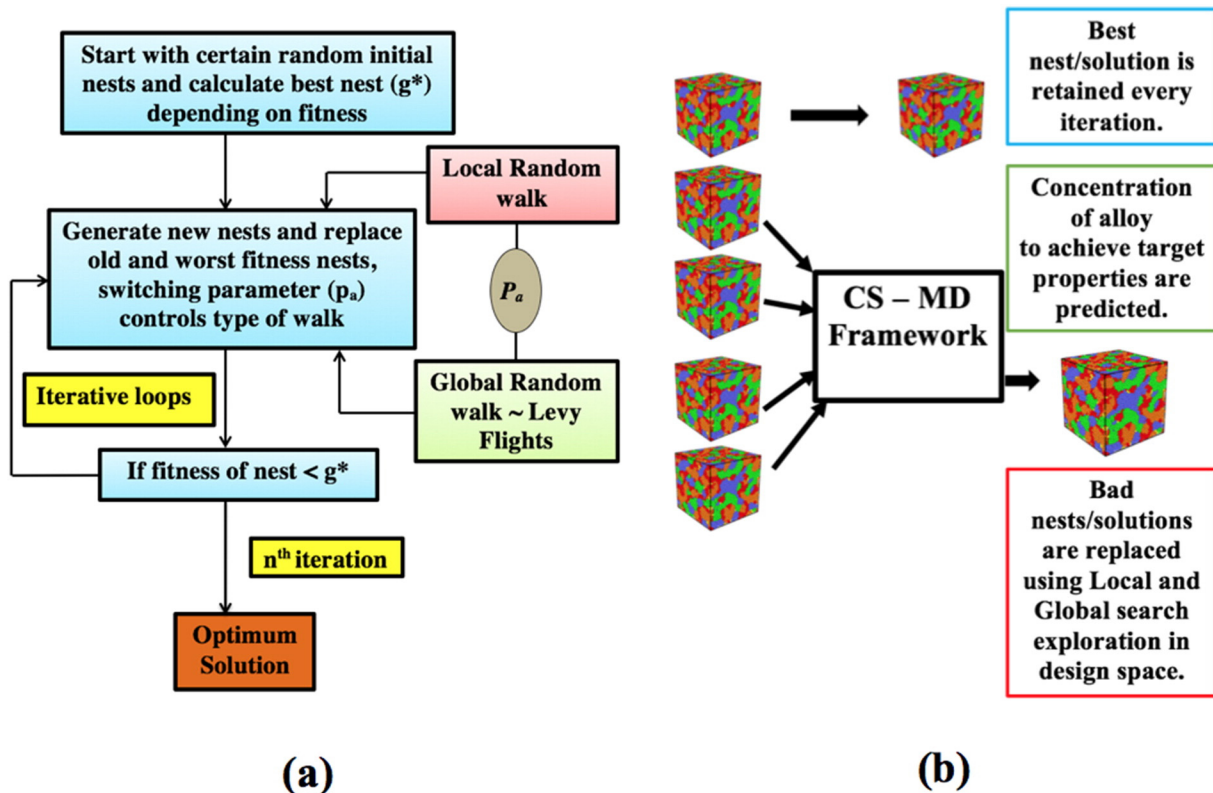 Start with certain random initial
nests and calculate best nest (g*)
depending on fitness
Local Random
walk
Generate new nests and replace
old and worst fitness nests,
switching parameter (pa)
controls type of walk
Pa
Global Random
walk ~ Levy
Flights
Iterative loops
If fitness of nest < g*
nth iteration
Optimum
Solution
(a)
Best
nest/solution is
retained every
iteration.
Concentration
of alloy
to achieve target
properties are
predicted.
CS – MD
Framework
Bad
nests/solutions
are replaced
using Local and
Global search
exploration in
design space.
(b)